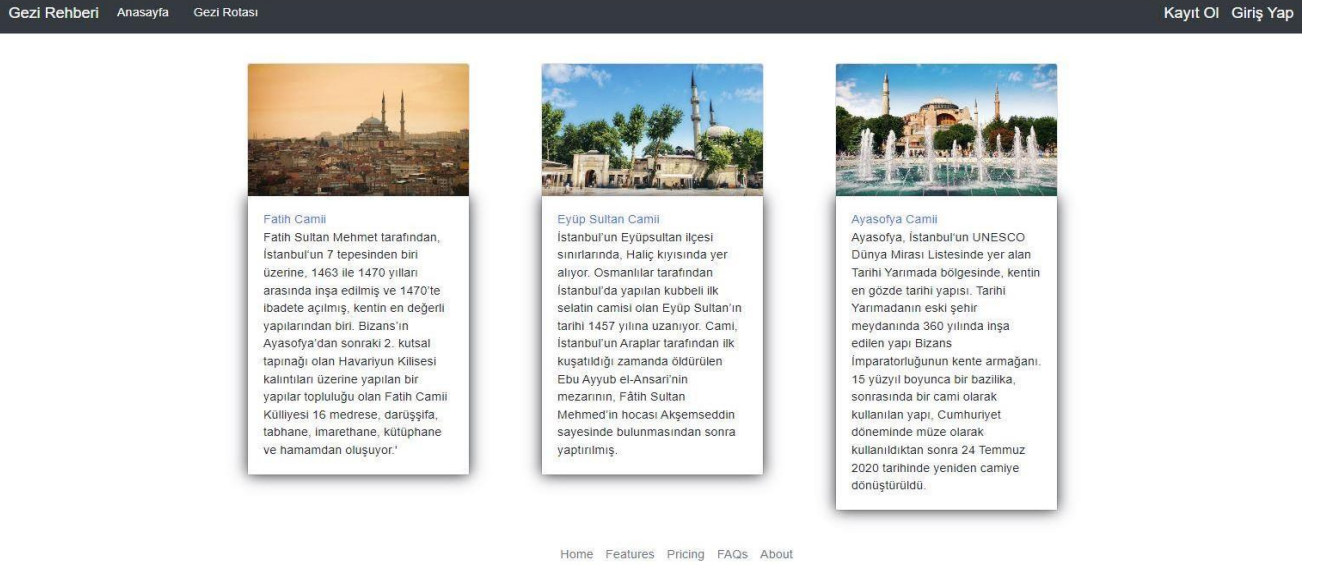 Gezi Rehberi Anasayfa Gezi Rotası Kayıt Ol Giriş Yap
Fatih Camii
Fatih Sultan Mehmet tarafından,
İstanbul'un 7 tepesinden biri
üzerine, 1463 ile 1470 yılları
arasında inşa edilmiş ve 1470'te
ibadete açılmış, kentin en değerli
yapılarından biri. Bizans'ın
Ayasofya'dan sonraki 2. kutsal
tapınağı olan Havariyun Kilisesi
kalıntıları üzerine yapılan bir
yapılar topluluğu olan Fatih Camii
Külliyesi 16 medrese, darüşşifa,
tabhane, imarethane, kütüphane
ve hamamdan oluşuyor.'
Eyüp Sultan Camii
İstanbul'un Eyüpsultan ilçesi
sınırlarında, Haliç kıyısında yer
alıyor. Osmanlılar tarafından
İstanbul'da yapılan kubbeli ilk
selatin camisi olan Eyüp Sultan'ın
tarihi 1457 yılına uzanıyor. Cami,
İstanbul'un Araplar tarafından ilk
kuşatıldığı zamanda öldürülen
Ebu Ayyub el-Ansari'nin
mezarının, Fâtih Sultan
Mehmed'in hocası Akşemseddin
sayesinde bulunmasından sonra
yaptırılmış.
Ayasofya Camii
Ayasofya, İstanbul'un UNESCO
Dünya Mirası Listesinde yer alan
Tarihi Yarımada bölgesinde, kentin
en gözde tarihi yapısı. Tarihi
Yarımadanın eski şehir
meydanında 360 yılında inşa
edilen yapı Bizans
İmparatorluğunun kente armağanı.
15 yüzyıl boyunca bir bazilika,
sonrasında bir cami olarak
kullanılan yapı, Cumhuriyet
döneminde müze olarak
kullanıldıktan sonra 24 Temmuz
2020 tarihinde yeniden camiye
dönüştürüldü.
Home Features Pricing FAQs About